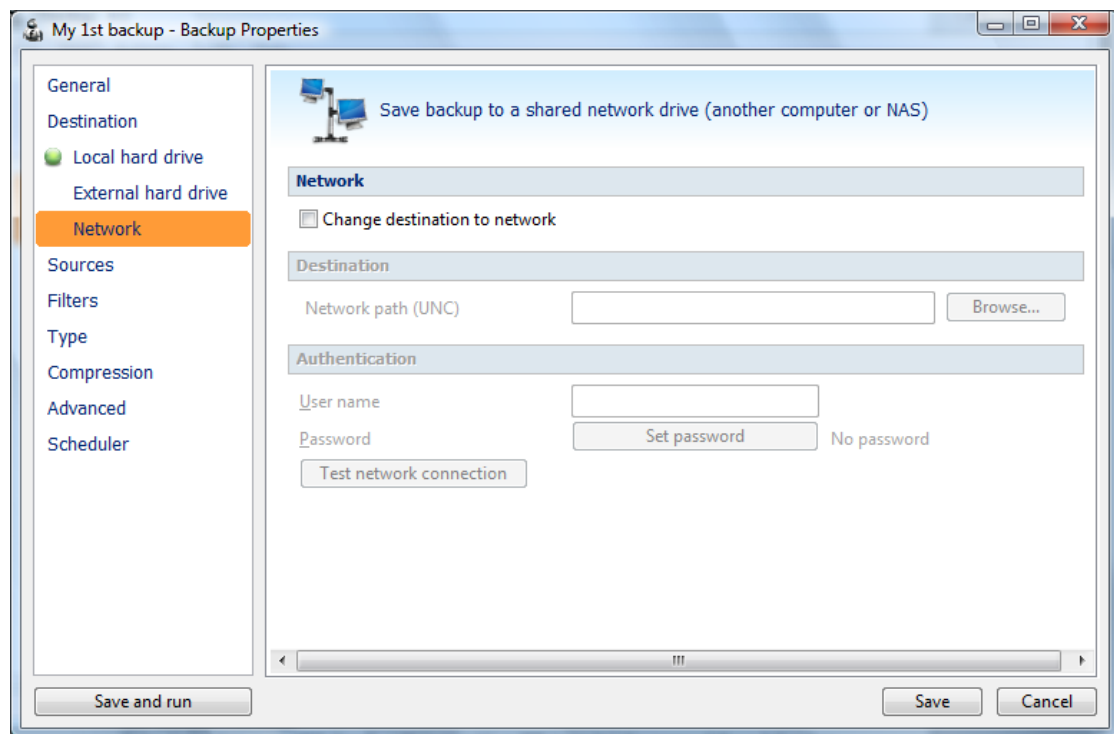 My 1st backup - Backup Properties
General
Destination
Local hard drive
External hard drive
Network
Sources
Filters
Type
Compression
Advanced
Scheduler
Save backup to a shared network drive (another computer or NAS)
Network
Change destination to network
Destination
Network path (UNC)
Browse...
Authentication
User name
Password
Set password
No password
Test network connection
Save and run
Save
Cancel